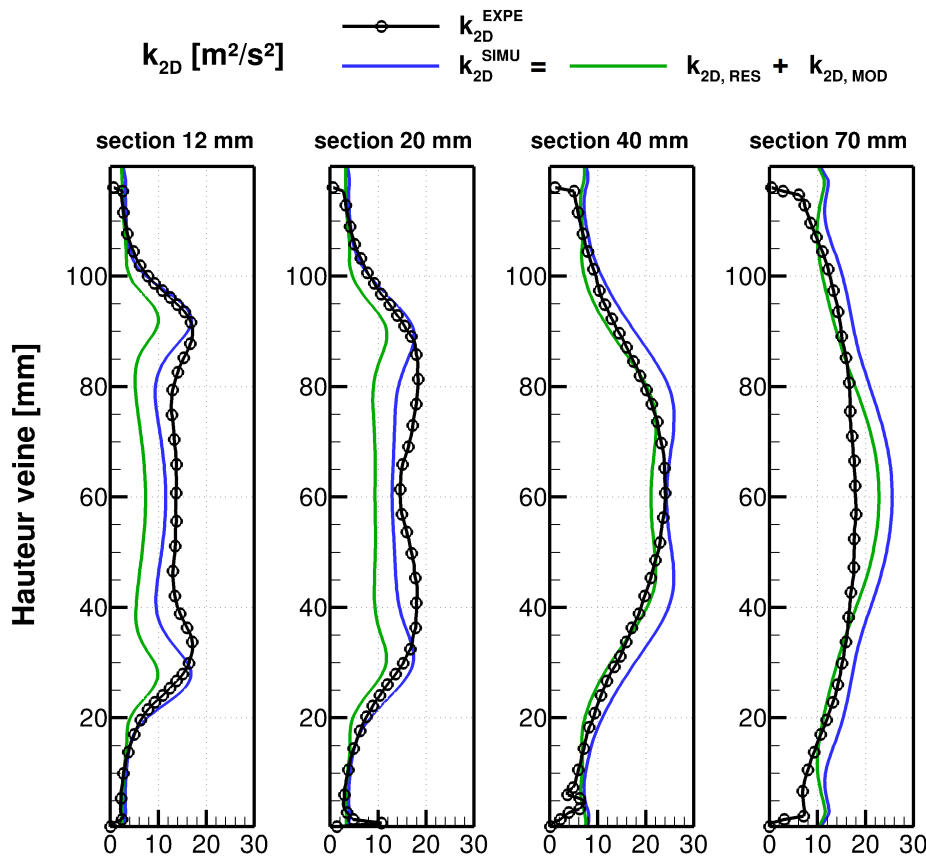 k2D EXPE
k2D [m²/s²]
k2D SIMU = k2D, RES + k2D, MOD
section 12 mm section 20 mm section 40 mm section 70 mm
Hauteur veine [mm]
100 100 100 100
80 80 80 80
60 60 60 60
40 40 40 40
20 20 20 20
0 10 20 30 0 10 20 30 0 10 20 30 0 10 20 30